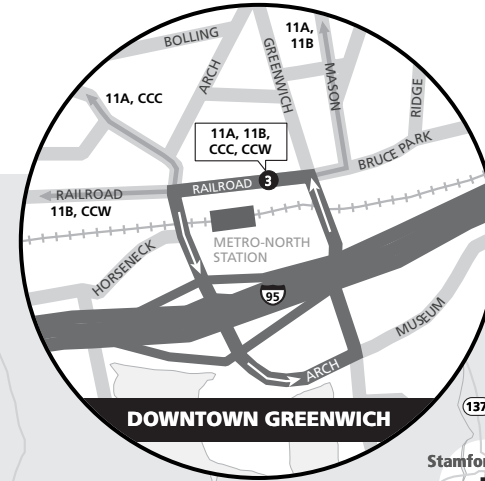 BOLLING
11A,
11B
ARCH
GREENWICH
MASON
RIDGE
11A, CCC
11A, 11B,
CCC, CCW
BRUCE PARK
RAILROAD
3
RAILROAD
11B, CCW
METRO-NORTH
STATION
HORSENECK
95
MUSEUM
ARCH
DOWNTOWN GREENWICH
137